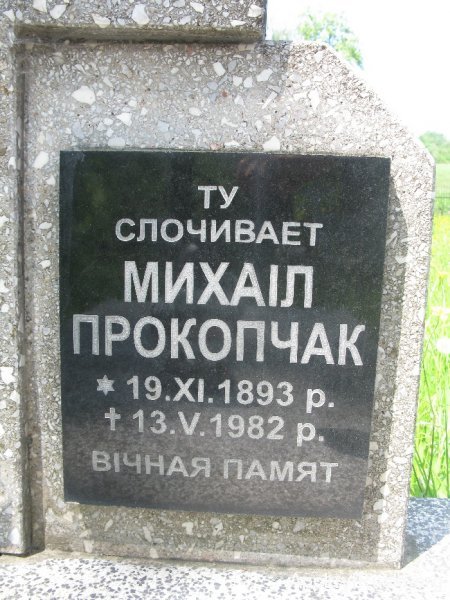 ТУ
СЛОЧИВАЕТ
МИХАІЛ
ПРОКОПЧАК
✶ 19.XI.1893 р.
† 13.V.1982 р.
ВІЧНАЯ ПАМЯТ